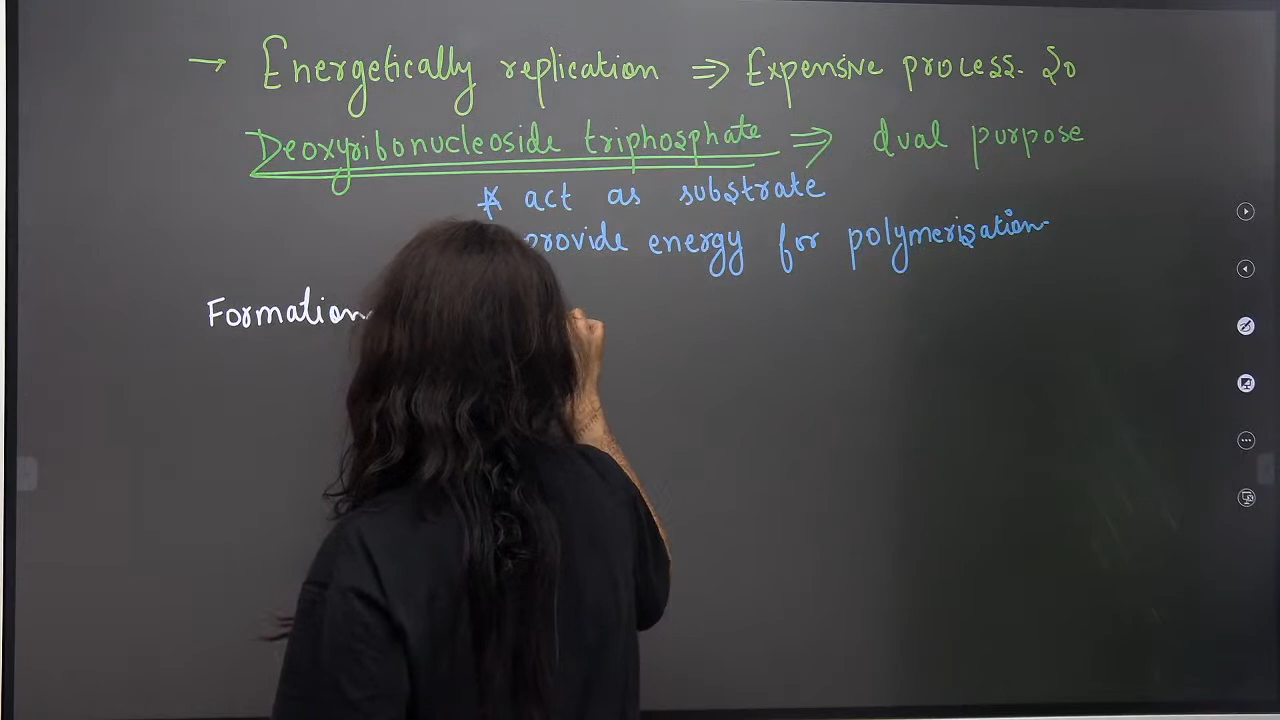 → Energetically replication ⇒ Expensive process. So
Deoxyribonucleoside triphosphate ⇒ dual purpose
* act as substrate
provide energy for polymerisation.
Formation